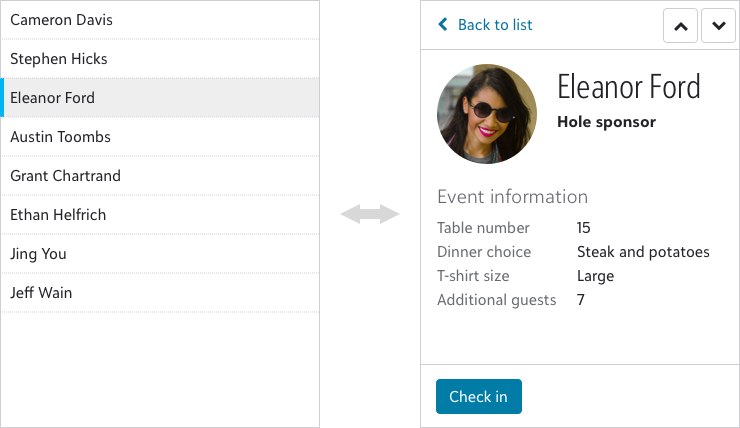 Cameron Davis
Stephen Hicks
Eleanor Ford
Austin Toombs
Grant Chartrand
Ethan Helfrich
Jing You
Jeff Wain
Back to list
Eleanor Ford
Hole sponsor
Event information
Table number 15
Dinner choice Steak and potatoes
T-shirt size Large
Additional guests 7
Check in